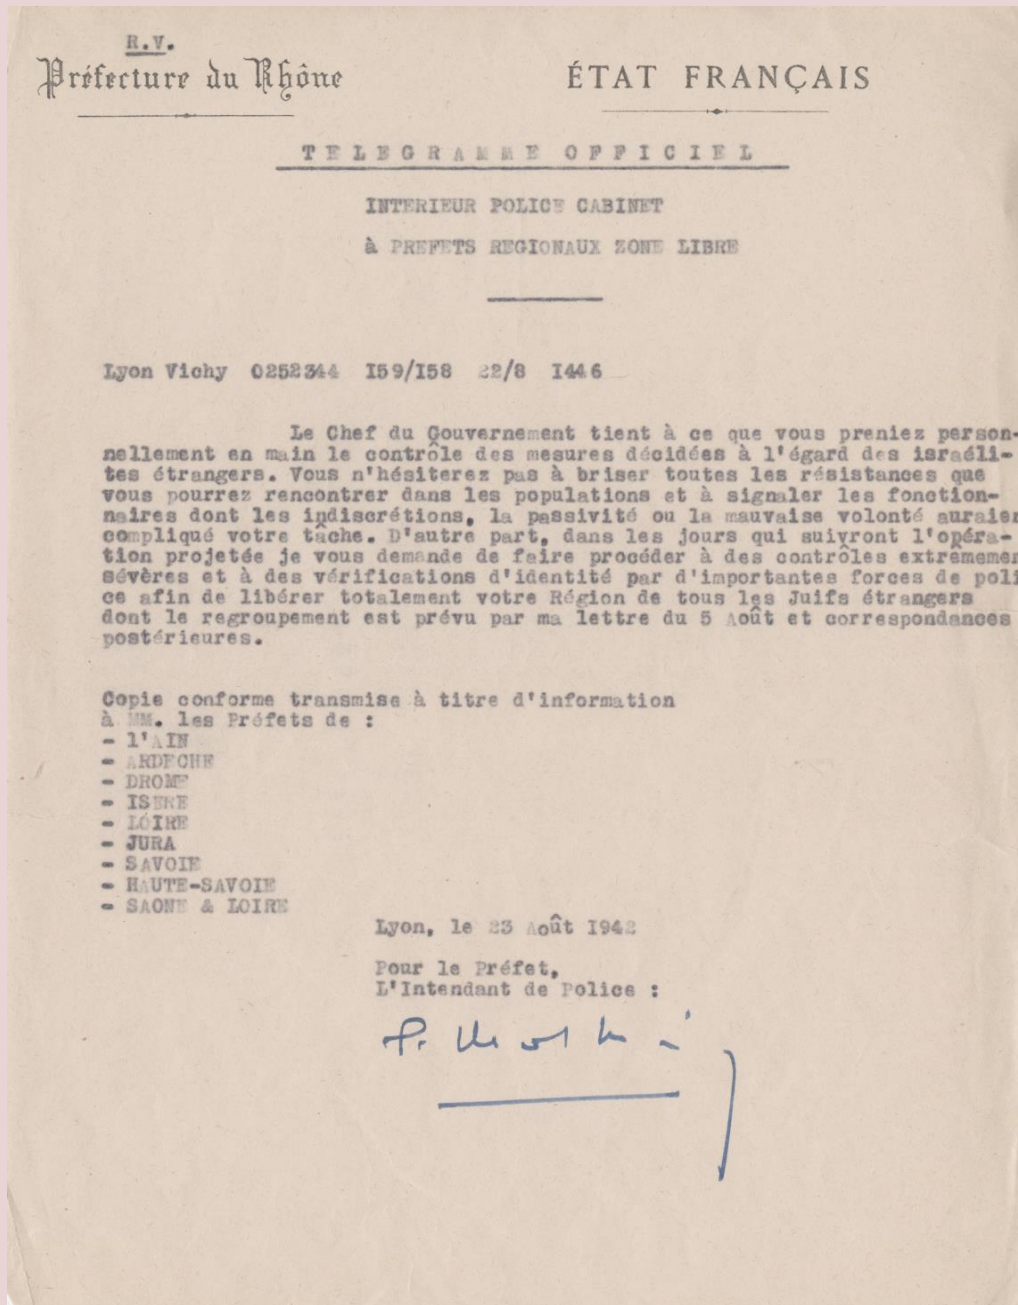 R.V.
Préfecture du Rhône
ÉTAT FRANÇAIS
TELEGRAMME OFFICIEL
INTERIEUR POLICE CABINET
à PREFETS REGIONAUX ZONE LIBRE
Lyon Vichy 0252344 I59/I58 22/8 I446
Le Chef du Gouvernement tient à ce que vous preniez person-
nellement en main le contrôle des mesures décidées à l'égard des israéli-
tes étrangers. Vous n'hésiterez pas à briser toutes les résistances que
vous pourrez rencontrer dans les populations et à signaler les fonction-
naires dont les indiscrétions, la passivité ou la mauvaise volonté auraien
compliqué votre tâche. D'autre part, dans les jours qui suivront l'opéra-
tion projetée je vous demande de faire procéder à des contrôles extrêmemen
sévères et à des vérifications d'identité par d'importantes forces de poli
ce afin de libérer totalement votre Région de tous les Juifs étrangers
dont le regroupement est prévu par ma lettre du 5 Août et correspondances
postérieures.
Copie conforme transmise à titre d'information
à MM. les Préfets de :
- l'AIN
- ARDECHE
- DROME
- ISERE
- LOIRE
- JURA
- SAVOIE
- HAUTE-SAVOIE
- SAONE & LOIRE
Lyon, le 23 Août I942
Pour le Préfet,
L'Intendant de Police :